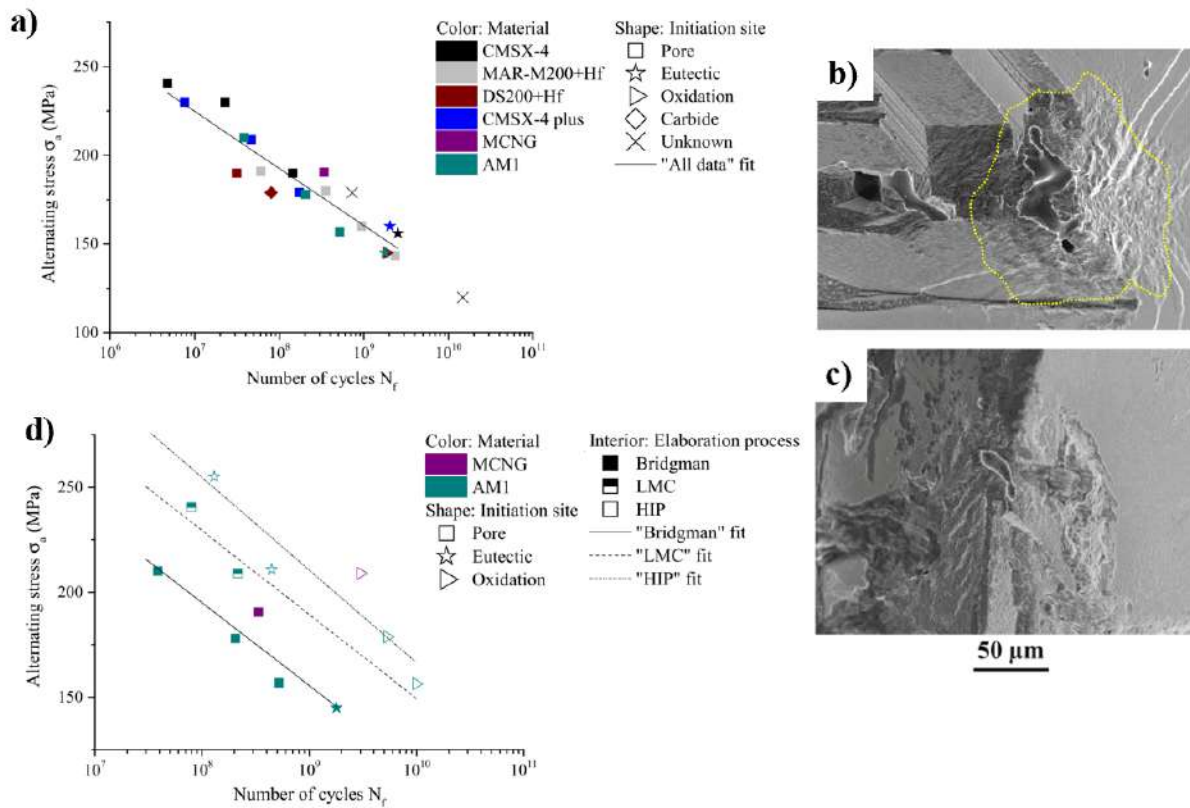 a)
Alternating stress σa (MPa)
250
200
150
100
10^6 10^7 10^8 10^9 10^10 10^11
Number of cycles Nf
Color: Material
CMSX-4
MAR-M200+Hf
DS200+Hf
CMSX-4 plus
MCNG
AM1
Shape: Initiation site
Pore
Eutectic
Oxidation
Carbide
Unknown
"All data" fit
b)
c)
50 µm
d)
Alternating stress σa (MPa)
250
200
150
10^7 10^8 10^9 10^10 10^11
Number of cycles Nf
Color: Material
MCNG
AM1
Shape: Initiation site
Pore
Eutectic
Oxidation
Interior: Elaboration process
Bridgman
LMC
HIP
"Bridgman" fit
"LMC" fit
"HIP" fit